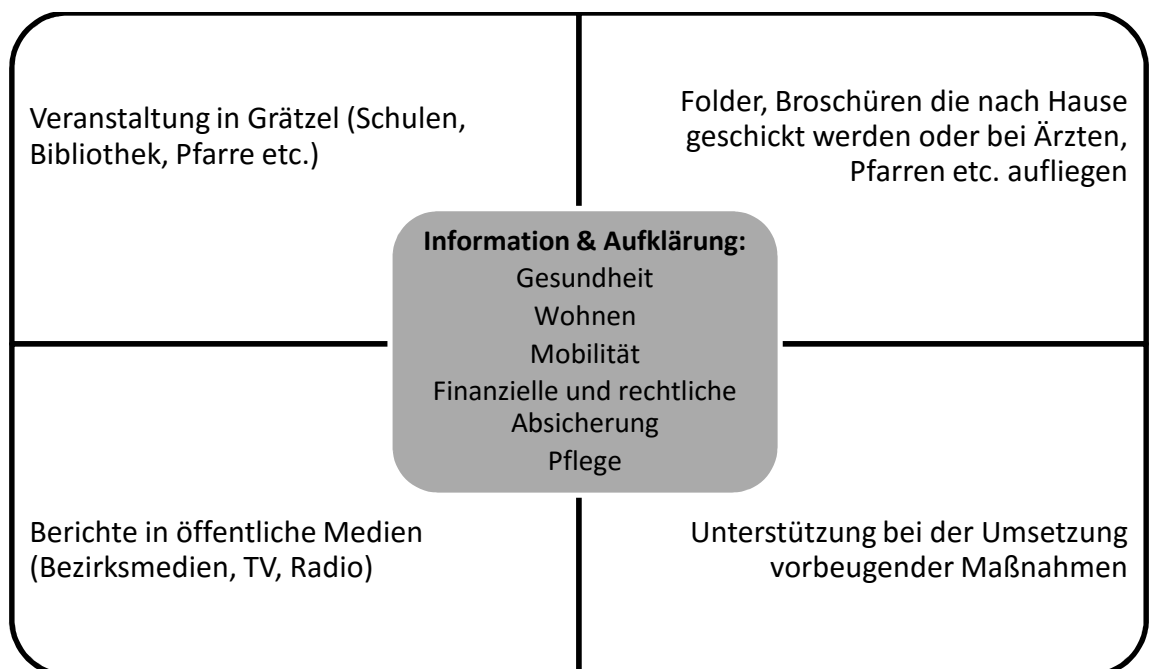 Veranstaltung in Grätzel (Schulen,
Bibliothek, Pfarre etc.)
Folder, Broschüren die nach Hause
geschickt werden oder bei Ärzten,
Pfarren etc. aufliegen
Information & Aufklärung:
Gesundheit
Wohnen
Mobilität
Finanzielle und rechtliche
Absicherung
Pflege
Berichte in öffentliche Medien
(Bezirksmedien, TV, Radio)
Unterstützung bei der Umsetzung
vorbeugender Maßnahmen